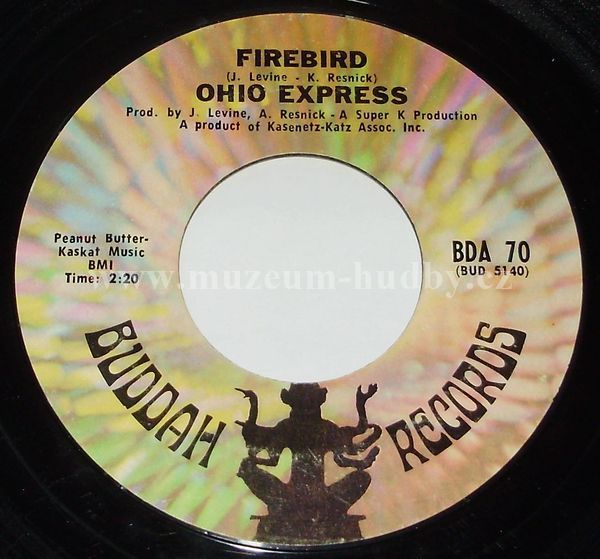 FIREBIRD
(J. Levine - K. Resnick)
OHIO EXPRESS
Prod. by J. Levine, A. Resnick - A Super K Production
A product of Kasenetz-Katz Assoc. Inc.
Peanut Butter-
Kaskat Music
BMI
Time: 2:20
BDA 70
(BUD 5140)
www.muzeum-hudby.cz
BUDDAH RECORDS